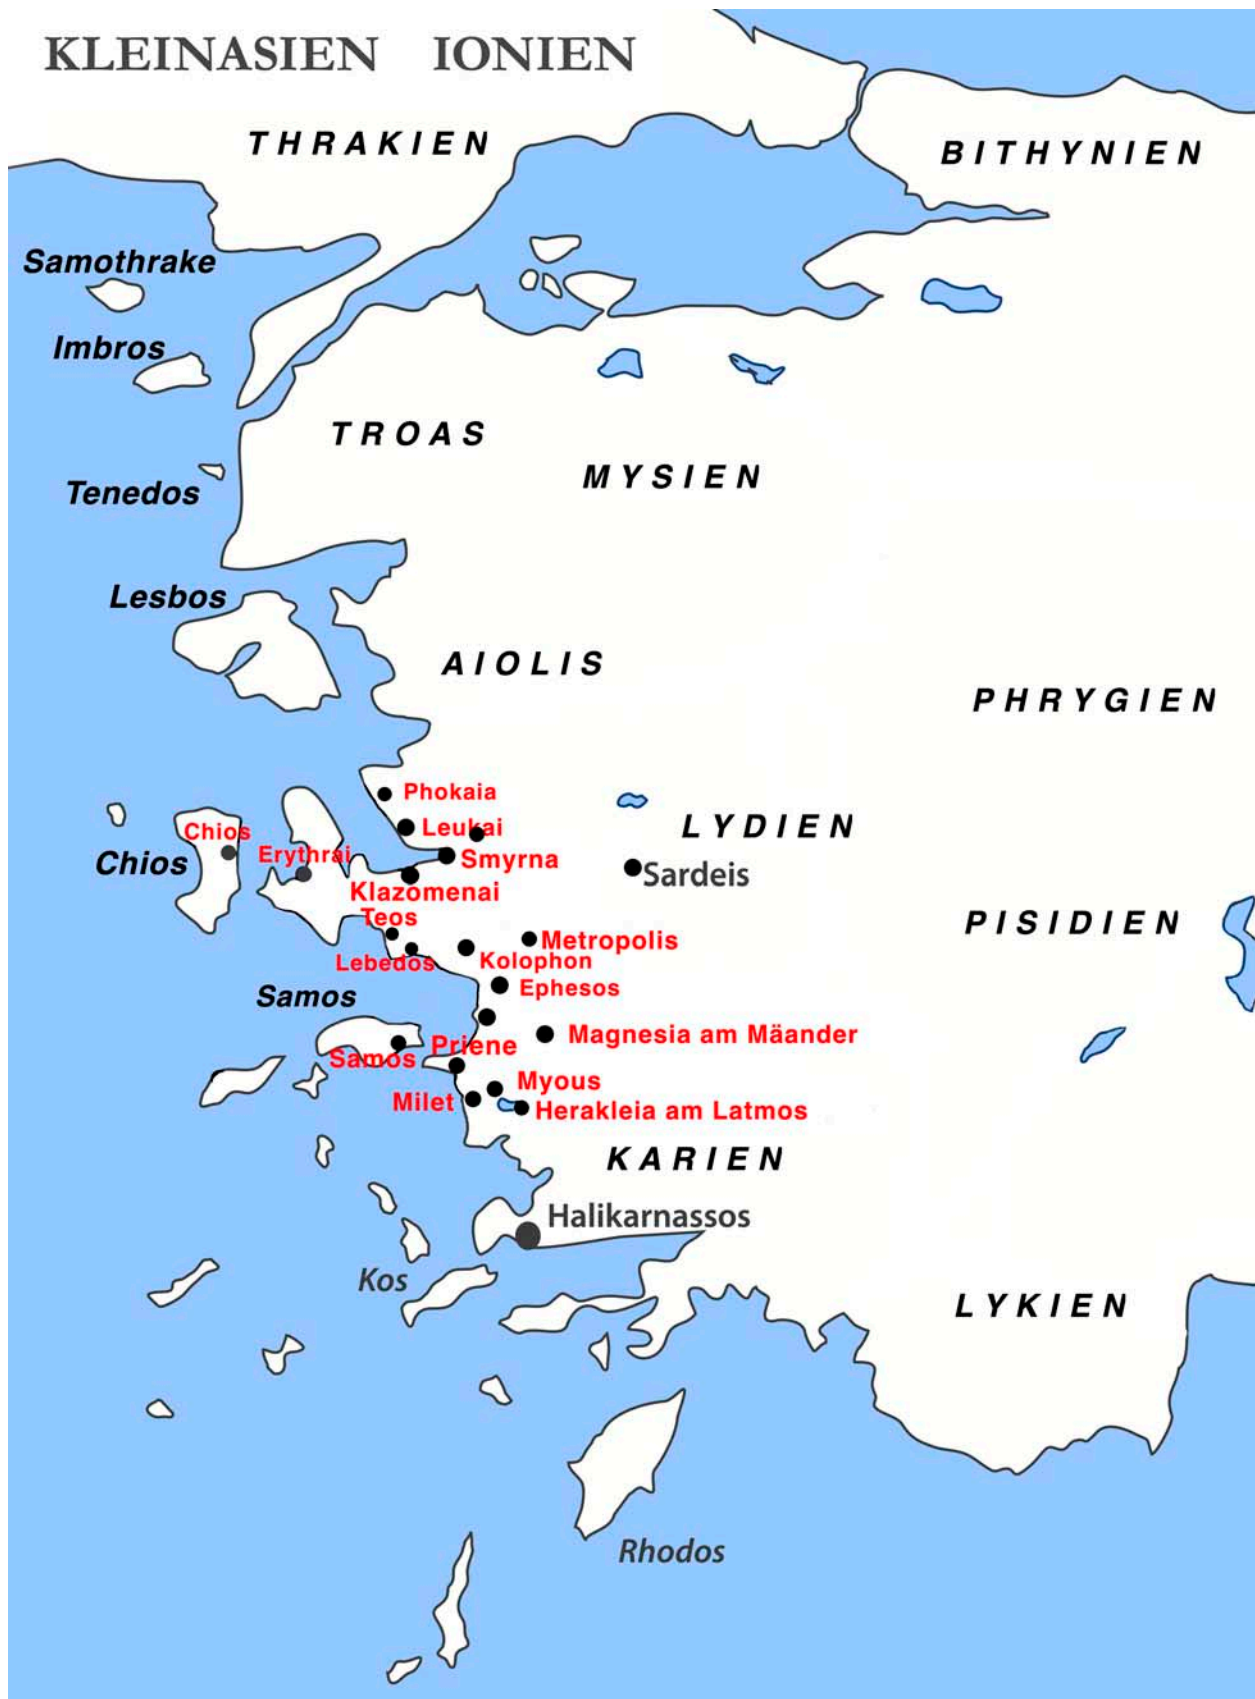 KLEINASIEN IONIEN
THRAKIEN
BITHYNIEN
Samothrake
Imbros
TROAS
MYSIEN
Tenedos
Lesbos
AIOLIS
PHRYGIEN
Phokaia
Leukai
LYDIEN
Chios
Erythrai
Chios
Smyrna
Sardeis
Klazomenai
Teos
PISIDIEN
Metropolis
Lebedos
Kolophon
Ephesos
Samos
Magnesia am Mäander
Priene
Samos
Myous
Milet
Herakleia am Latmos
KARIEN
Halikarnassos
Kos
LYKIEN
Rhodos